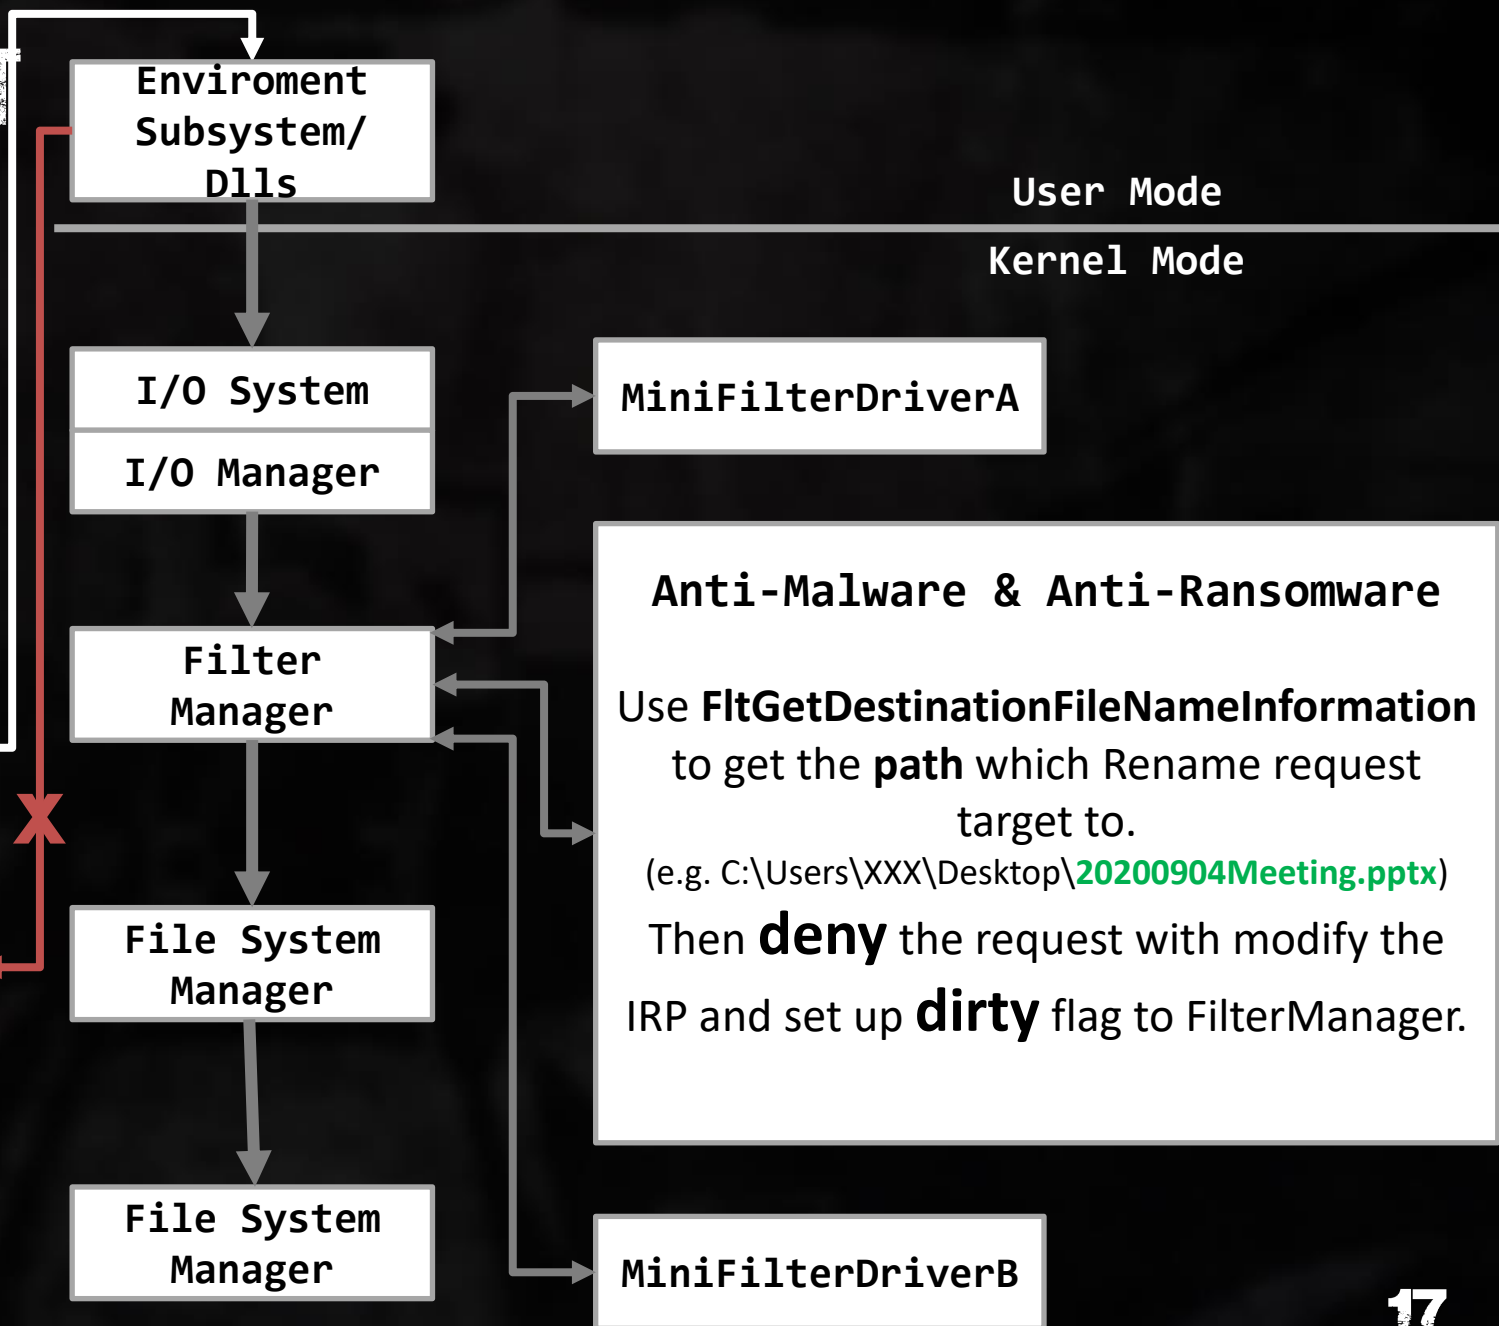 Enviroment
Subsystem/
Dlls
User Mode
Kernel Mode
I/O System
I/O Manager
MiniFilterDriverA
Filter
Manager
Anti-Malware & Anti-Ransomware
Use FltGetDestinationFileNameInformation
to get the path which Rename request
target to.
(e.g. C:\Users\XXX\Desktop\20200904Meeting.pptx)
Then deny the request with modify the
IRP and set up dirty flag to FilterManager.
X
File System
Manager
File System
Manager
MiniFilterDriverB
17